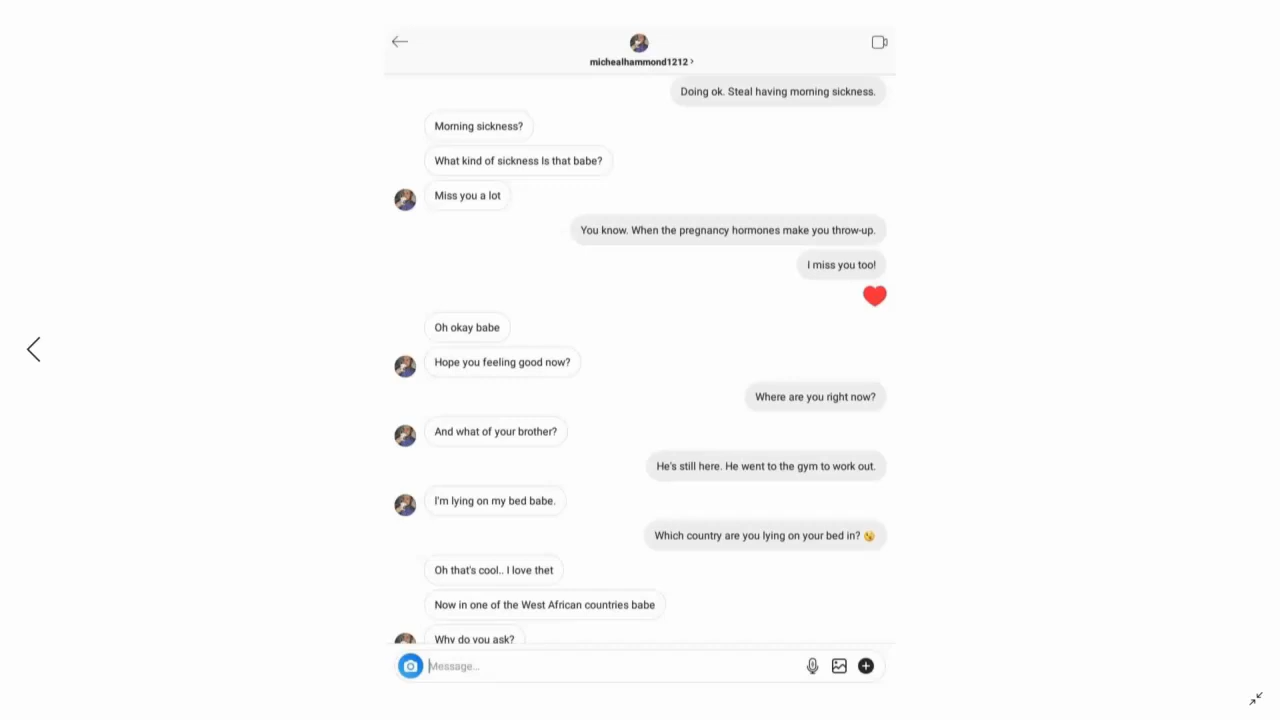 michealhammond1212
Doing ok. Steal having morning sickness.
Morning sickness?
What kind of sickness Is that babe?
Miss you a lot
You know. When the pregnancy hormones make you throw-up.
I miss you too!
Oh okay babe
Hope you feeling good now?
Where are you right now?
And what of your brother?
He's still here. He went to the gym to work out.
I'm lying on my bed babe.
Which country are you lying on your bed in? 😘
Oh that's cool.. I love thet
Now in one of the West African countries babe
Why do you ask?
Message...